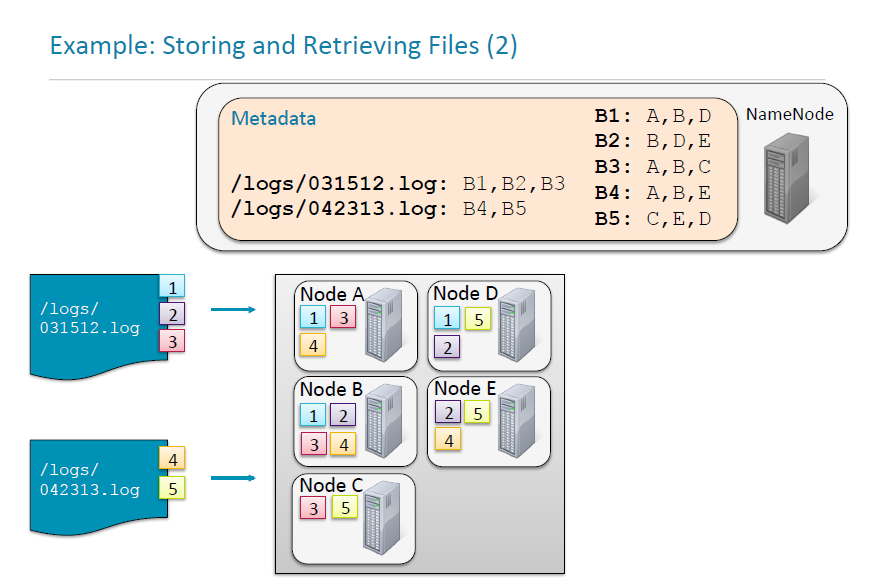 Example: Storing and Retrieving Files (2)
Metadata
/logs/031512.log: B1,B2,B3
/logs/042313.log: B4,B5
B1: A,B,D
B2: B,D,E
B3: A,B,C
B4: A,B,E
B5: C,E,D
NameNode
/logs/
031512.log
1
2
3
/logs/
042313.log
4
5
Node A
1 3
4
Node D
1 5
2
Node B
1 2
3 4
Node E
2 5
4
Node C
3 5